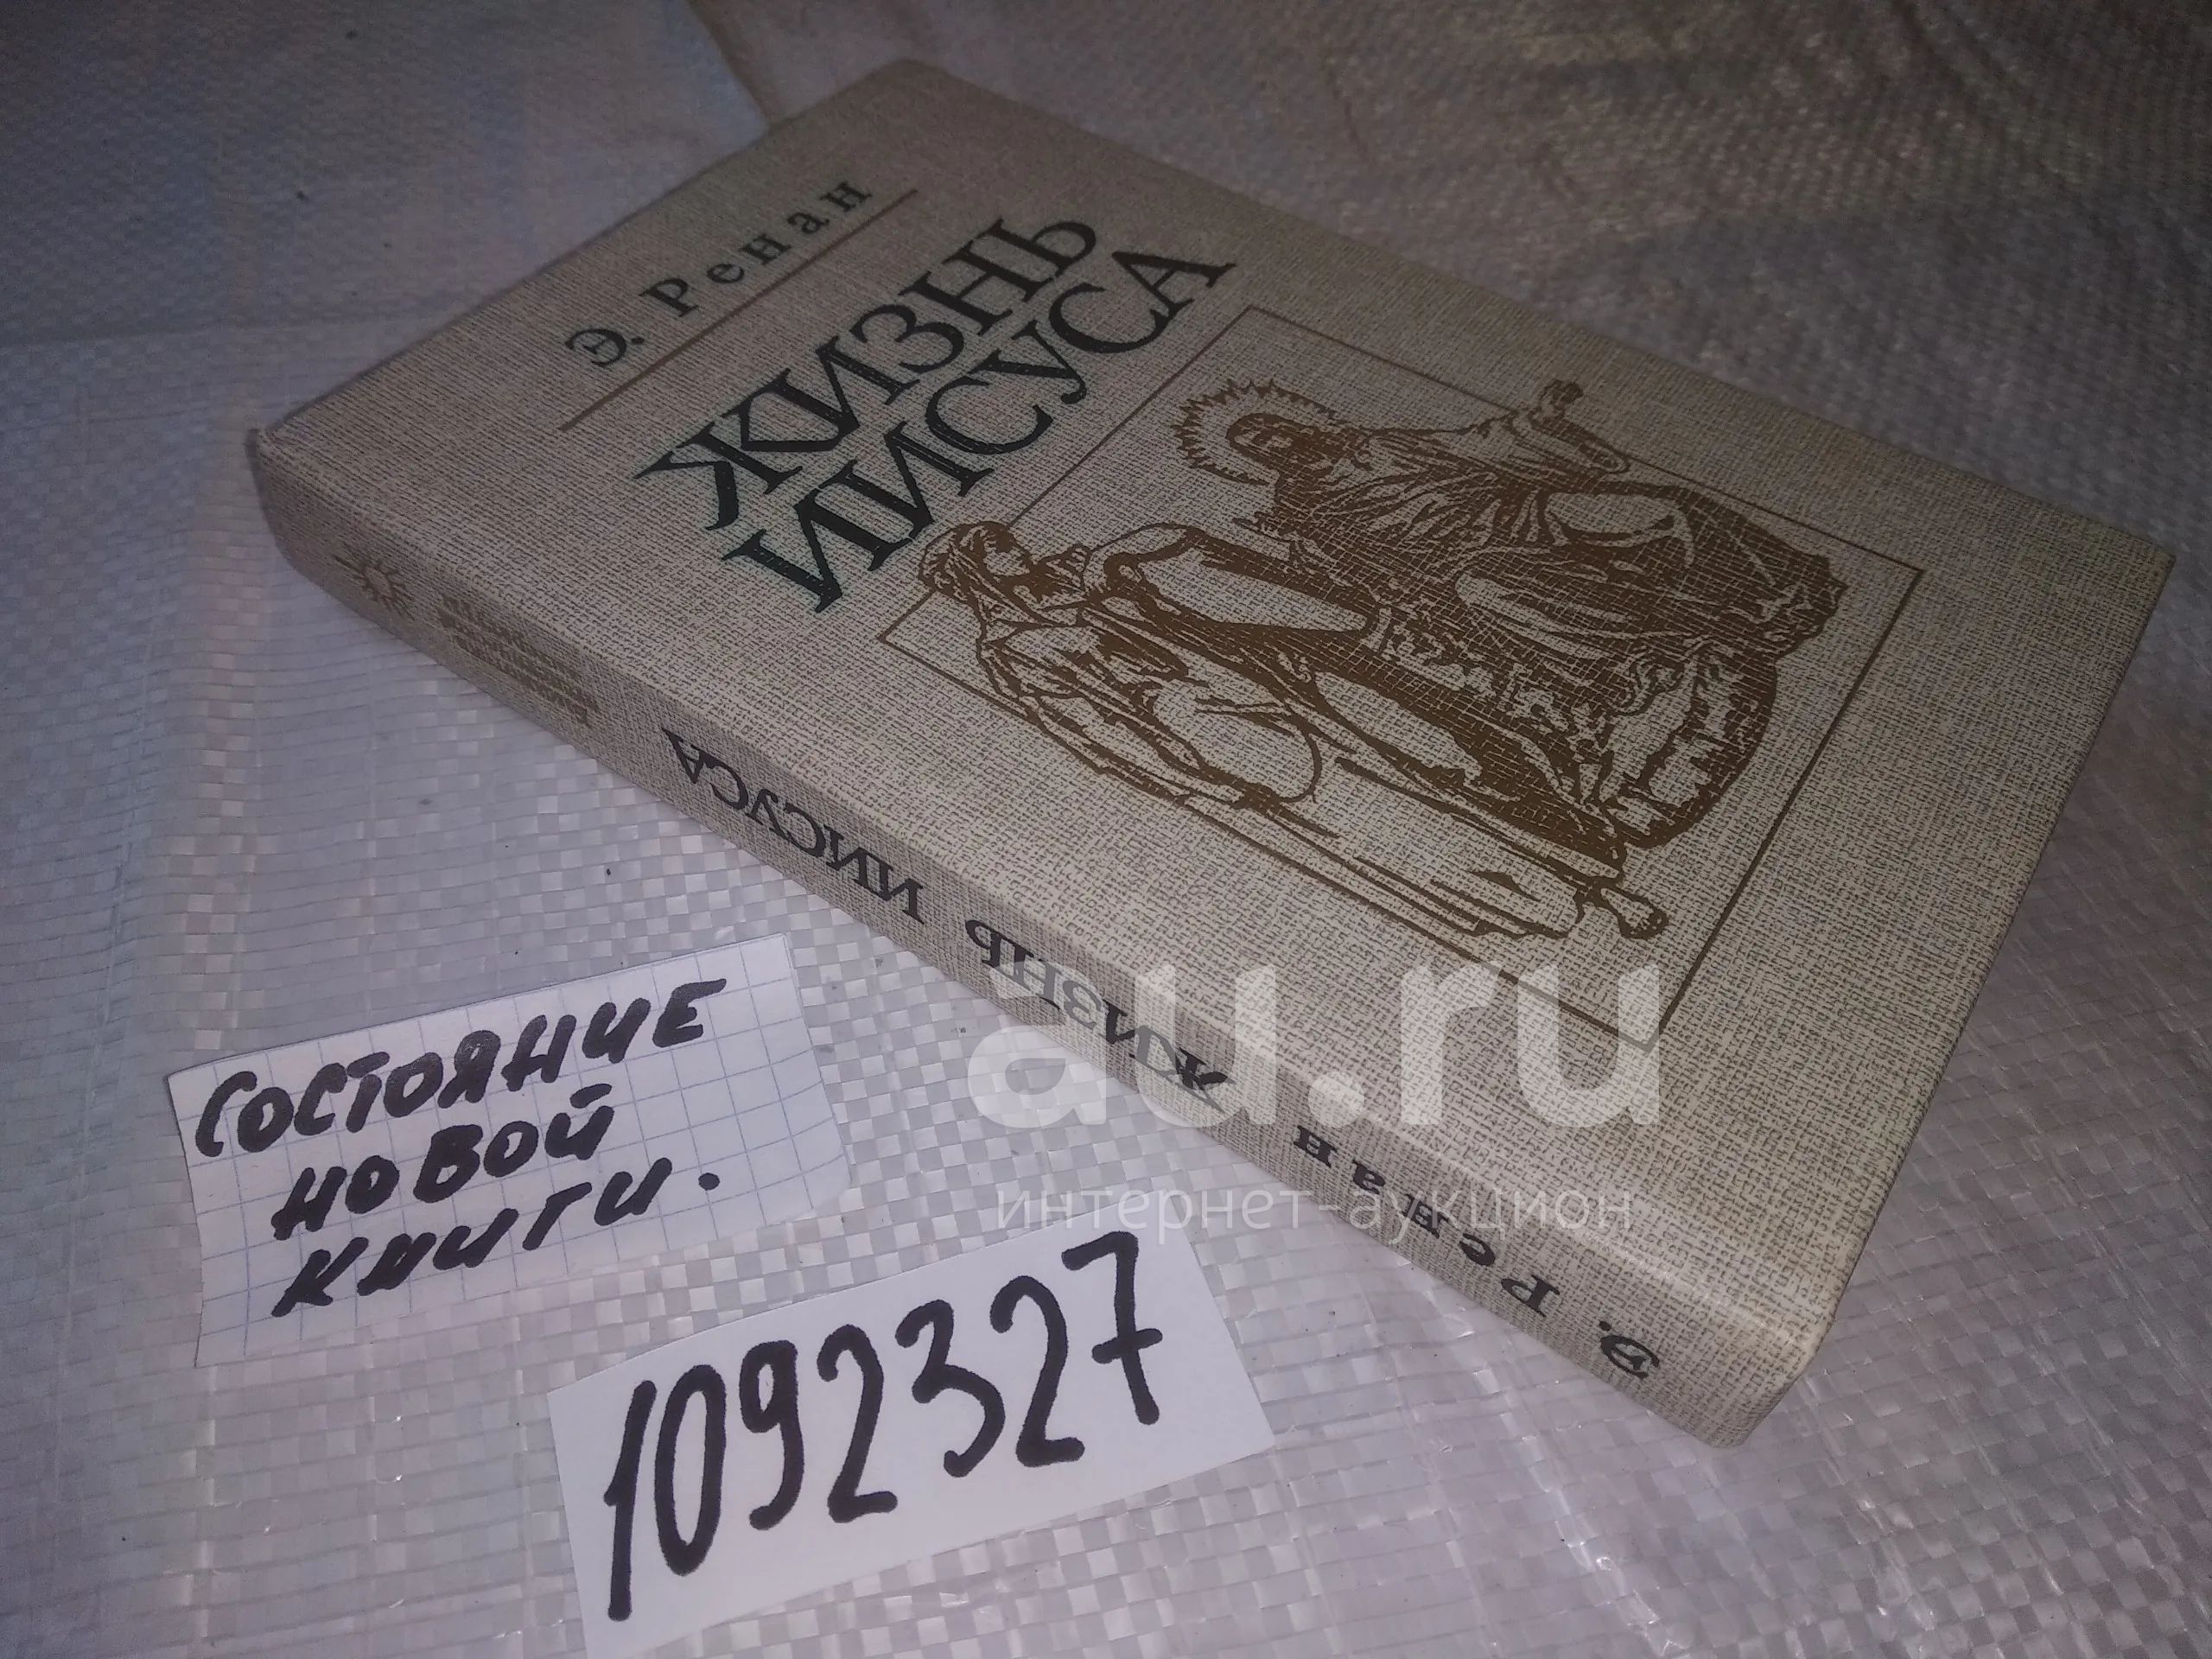 Э. Ренан
ЖИЗНЬ
ИИСУСА
Э. Ренан
ЖИЗНЬ ИИСУСА
СОСТОЯНИЕ
НОВОЙ
КНИГИ.
1092327
au.ru
интернет-аукцион